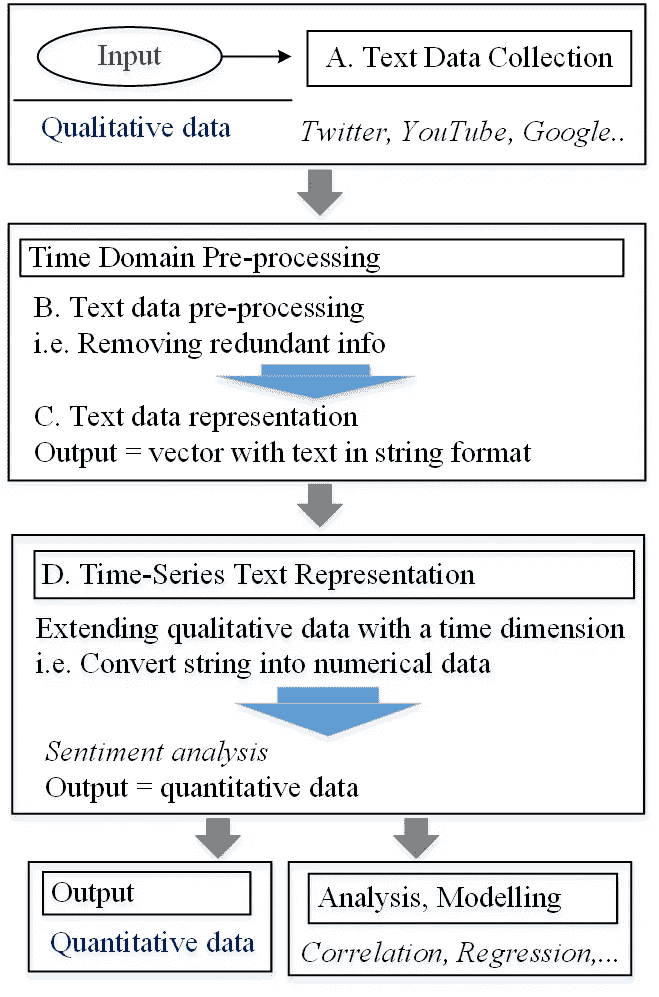 Input
A. Text Data Collection
Qualitative data
Twitter, YouTube, Google..
Time Domain Pre-processing
B. Text data pre-processing
i.e. Removing redundant info
C. Text data representation
Output = vector with text in string format
D. Time-Series Text Representation
Extending qualitative data with a time dimension
i.e. Convert string into numerical data
Sentiment analysis
Output = quantitative data
Output
Quantitative data
Analysis, Modelling
Correlation, Regression,...